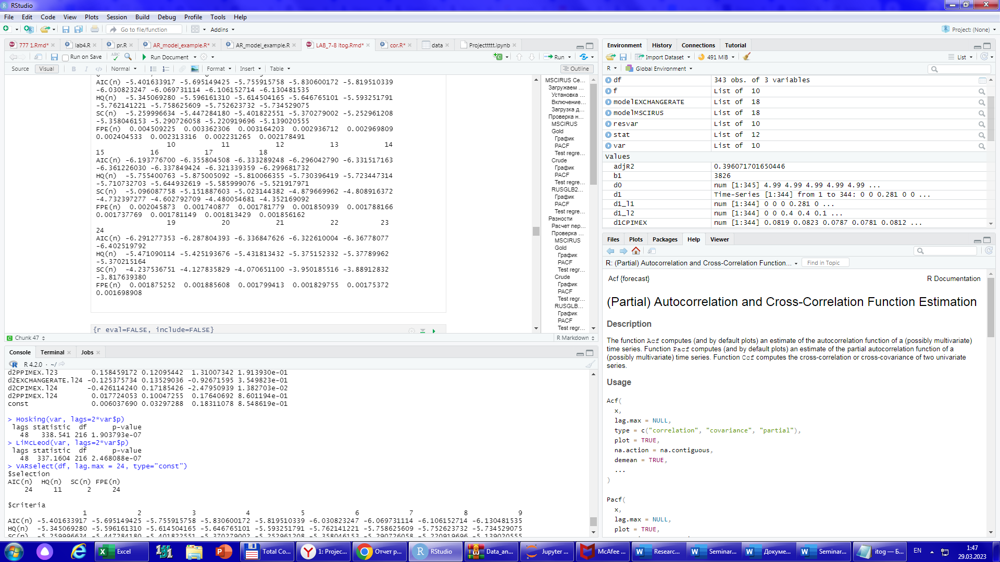 RStudio
File Edit Code View Plots Session Build Debug Profile Tools Help
Go to file/function Addins Project: (None)
777 1.Rmd* lab4.R pr.R AR_model_example.R* AR_model_example.R LAB_7-8 itog.Rmd* cor.R* data Projecttttt.ipynb
Run on Save ABC Run Document Run
Source Visual B I </> Normal Format Insert Table Outline
AIC(n) -5.401633917 -5.695149425 -5.755915758 -5.830600172 -5.819510339
-6.030823247 -6.069731114 -6.106152714 -6.130481535
HQ(n) -5.345069280 -5.596161310 -5.614504165 -5.646765101 -5.593251791
-5.762141221 -5.758625609 -5.752623732 -5.734529075
SC(n) -5.259996634 -5.447284180 -5.401822551 -5.370279002 -5.252961208
-5.358046153 -5.290726058 -5.220919696 -5.139020555
FPE(n) 0.004509225 0.003362306 0.003164203 0.002936712 0.002969809
0.002404533 0.002313316 0.002231265 0.002178491
10 11 12 13 14
15 16 17 18
AIC(n) -6.193776700 -6.355804508 -6.333289248 -6.296042790 -6.331517163
-6.361226030 -6.337849424 -6.321339359 -6.299681732
HQ(n) -5.755400763 -5.875005092 -5.810066355 -5.730396419 -5.723447314
-5.710732703 -5.644932619 -5.585999076 -5.521917971
SC(n) -5.096087758 -5.151887603 -5.023144382 -4.879669962 -4.808916372
-4.732397277 -4.602792709 -4.480054681 -4.352169092
FPE(n) 0.002045873 0.001740877 0.001781779 0.001850939 0.001788166
0.001737769 0.001781149 0.001813429 0.001856162
19 20 21 22 23
24
AIC(n) -6.291277353 -6.287804393 -6.336847626 -6.322610004 -6.36778077
-6.402519792
HQ(n) -5.471090114 -5.425193676 -5.431813432 -5.375152332 -5.37789962
-5.370215164
SC(n) -4.237536751 -4.127835829 -4.070651100 -3.950185516 -3.88912832
-3.817639380
FPE(n) 0.001875252 0.001885608 0.001799413 0.001829755 0.00175372
0.001698908
{r eval=FALSE, include=FALSE}
MSCIRUS Ce...
Загружаем ...
Установка ...
Включение...
Загрузка д...
Проверка н...
MSCIRUS
Gold
График
PACF
Test regre...
Crude
График
PACF
Test regre...
RUSGLB2...
График
PACF
Test regre...
Разности
Расчет пер...
Проверка ...
MSCIRUS
Gold
График
PACF
Test regr...
Crude
График
PACF
Test regr...
RUSGLB...
График
PACF
Test regr...
Chunk 47 R Markdown
Console Terminal Jobs
R 4.2.0 · ~/
d2PPIMEX.l23 0.158459172 0.12095442 1.31007342 1.913930e-01
d2EXCHANGERATE.l24 -0.125375734 0.13529036 -0.92671595 3.549823e-01
d2CPIMEX.l24 -0.426114240 0.17185426 -2.47950939 1.382703e-02
d2PPIMEX.l24 0.017724053 0.10047255 0.17640692 8.601194e-01
const 0.006037690 0.03297288 0.18311078 8.548619e-01
> Hosking(var, lags=2*var$p)
lags statistic df p-value
48 338.541 216 1.903793e-07
> LiMcLeod(var, lags=2*var$p)
lags statistic df p-value
48 337.1604 216 2.468088e-07
> VARselect(df, lag.max = 24, type="const")
$selection
AIC(n) HQ(n) SC(n) FPE(n)
24 11 2 24
$criteria
1 2 3 4 5 6 7 8 9
AIC(n) -5.401633917 -5.695149425 -5.755915758 -5.830600172 -5.819510339 -6.030823247 -6.069731114 -6.106152714 -6.130481535
HQ(n) -5.345069280 -5.596161310 -5.614504165 -5.646765101 -5.593251791 -5.762141221 -5.758625609 -5.752623732 -5.734529075
SC(n) -5.259996634 -5.447284180 -5.401822551 -5.370279002 -5.252961208 -5.358046153 -5.290726058 -5.220919696 -5.139020555
Environment History Connections Tutorial
Import Dataset 491 MiB List
R Global Environment
df 343 obs. of 3 variables
f List of 10
modelEXCHANGERATE List of 18
modelMSCIRUS List of 18
resvar List of 10
stat List of 12
var List of 10
Values
adjR2 0.396071701650446
b1 3826
d0 num [1:345] 4.99 4.99 4.99 4.99 4.99 ...
d1 Time-Series [1:344] from 1 to 344: 0 0 0.281 0 0 ...
d1_l1 num [1:344] 0 0 0 0.281 0 ...
d1_l2 num [1:344] 0 0 0.4 0.4 0.1 ...
d1CPIMEX num [1:344] 0.0819 0.0823 0.0787 0.0781 0.0812 ...
Files Plots Packages Help Viewer
R: (Partial) Autocorrelation and Cross-Correlation Function... Find in Topic
Acf {forecast} R Documentation
(Partial) Autocorrelation and Cross-Correlation Function Estimation
Description
The function Acf computes (and by default plots) an estimate of the autocorrelation function of a (possibly multivariate)
time series. Function Pacf computes (and by default plots) an estimate of the partial autocorrelation function of a
(possibly multivariate) time series. Function Ccf computes the cross-correlation or cross-covariance of two univariate
series.
Usage
Acf(
x,
lag.max = NULL,
type = c("correlation", "covariance", "partial"),
plot = TRUE,
na.action = na.contiguous,
demean = TRUE,
...
)
Pacf(
x,
lag.max = NULL,
plot = TRUE,
Excel Total Co... 1: Projec... Отчет р... RStudio Data_an... Jupyter ... McAfee ... Researc... Seminar... Докуме... Seminar... itog — Б... EN 1:47
29.03.2023